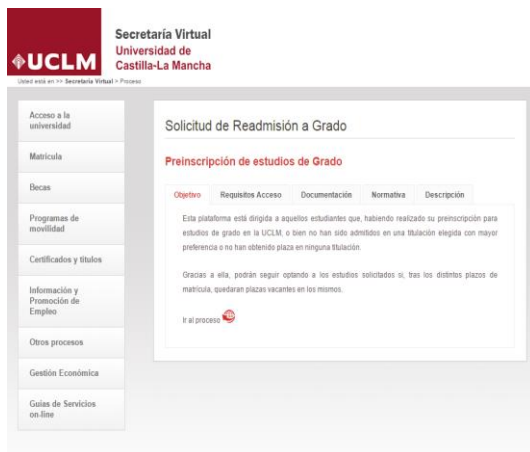 UCLM
Secretaría Virtual
Universidad de
Castilla-La Mancha
Usted está en >> Secretaría Virtual > Proceso
Acceso a la
universidad
Matrícula
Becas
Programas de
movilidad
Certificados y títulos
Información y
Promoción de
Empleo
Otros procesos
Gestión Económica
Guías de Servicios
on-line
Solicitud de Readmisión a Grado
Preinscripción de estudios de Grado
Objetivo Requisitos Acceso Documentación Normativa Descripción
Esta plataforma está dirigida a aquellos estudiantes que, habiendo realizado su preinscripción para
estudios de grado en la UCLM, o bien no han sido admitidos en una titulación elegida con mayor
preferencia o no han obtenido plaza en ninguna titulación.
Gracias a ella, podrán seguir optando a los estudios solicitados si, tras los distintos plazos de
matrícula, quedaran plazas vacantes en los mismos.
Ir al proceso